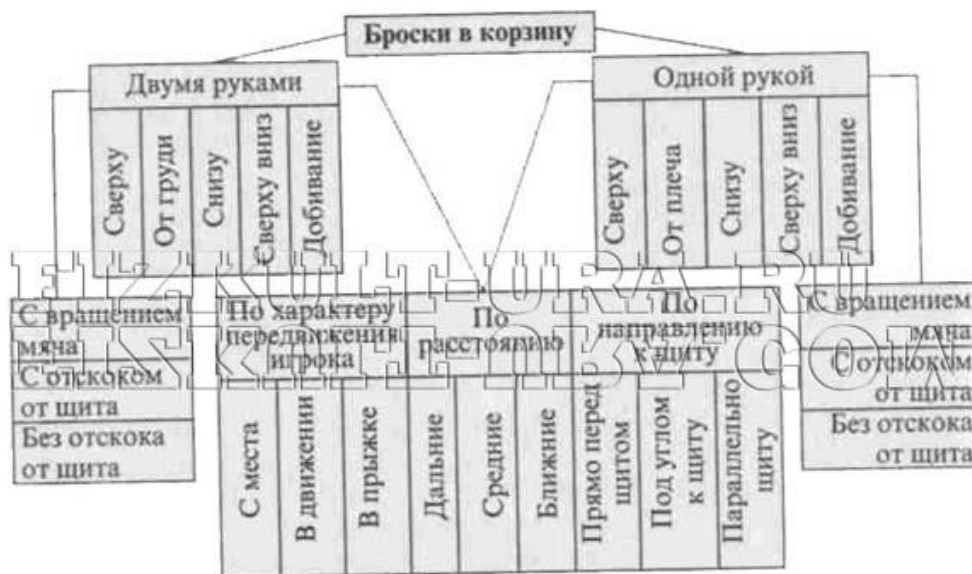 Броски в корзину
Двумя руками
Сверху
От груди
Снизу
Сверху вниз
Добивание
Одной рукой
Сверху
От плеча
Снизу
Сверху вниз
Добивание
С вращением
мяча
С отскоком
от щита
Без отскока
от щита
По характеру
передвижения
игрока
По
расстоянию
По
направлению
к щиту
С места
В движении
В прыжке
Дальние
Средние
Ближние
Прямо перед
щитом
Под углом
к щиту
Параллельно
щиту
С вращением
мяча
С отскоком
от щита
Без отскока
от щита